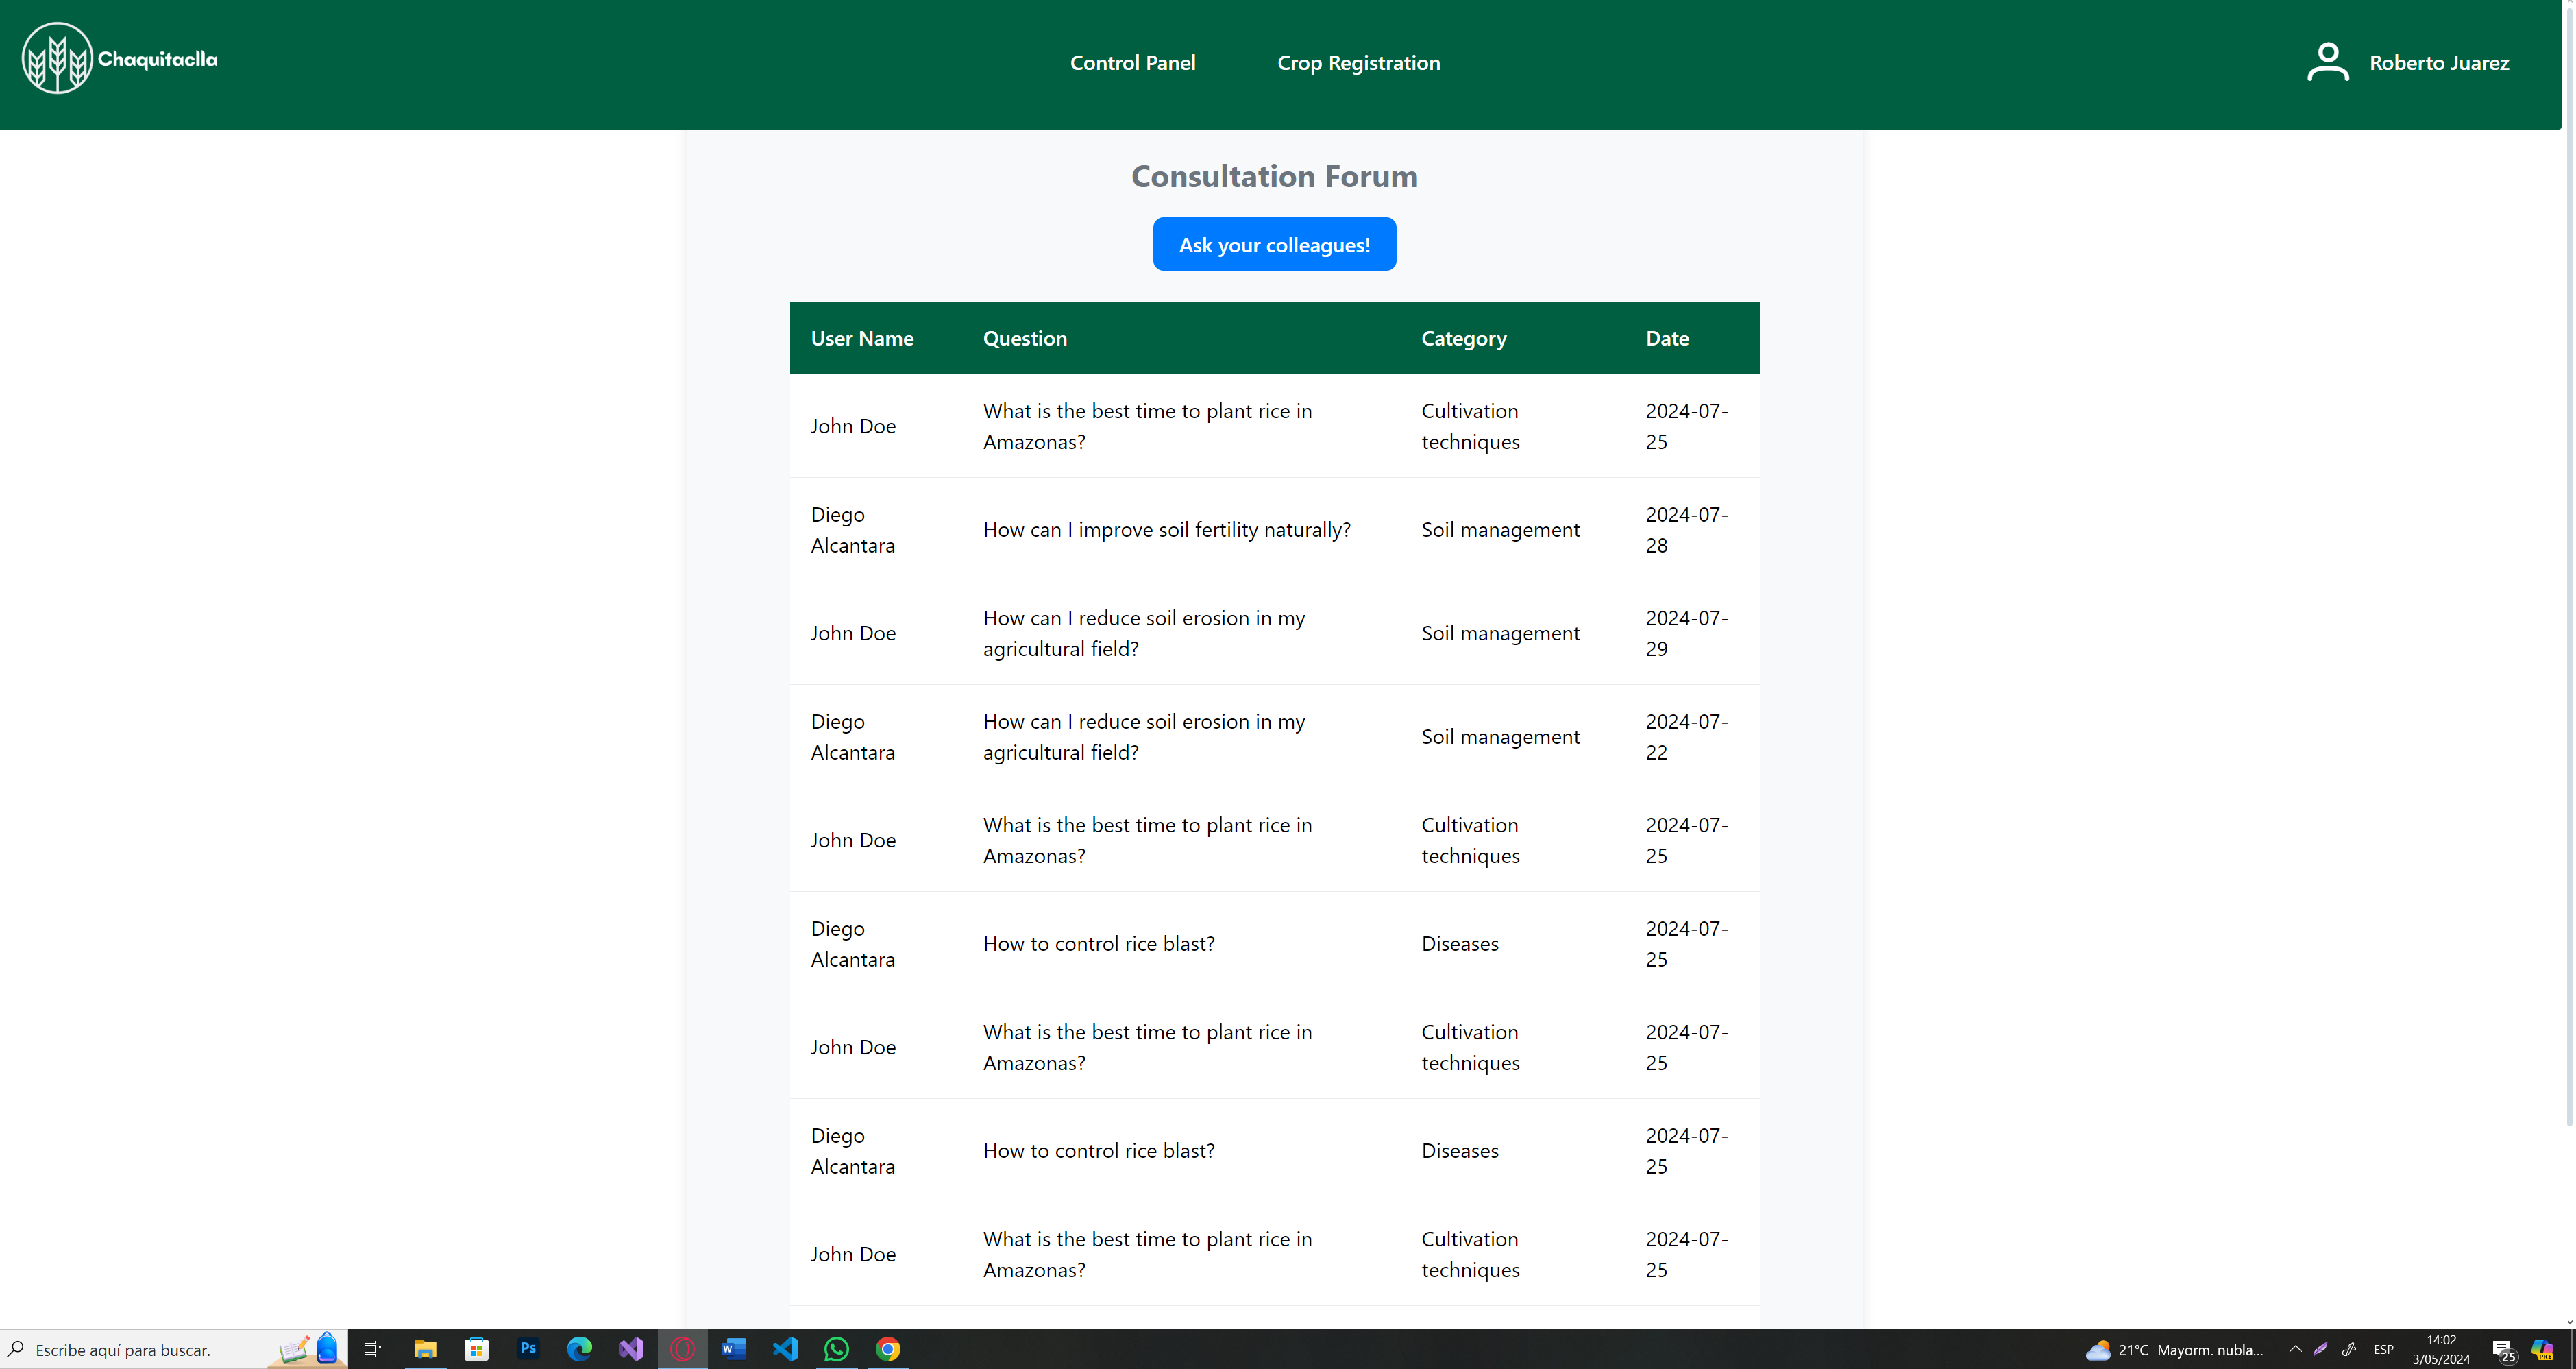 Chaquitaclla
Control Panel
Crop Registration
Roberto Juarez
Consultation Forum
Ask your colleagues!
User Name Question Category Date
John Doe
What is the best time to plant rice in
Amazonas?
Cultivation
techniques
2024-07-
25
Diego
Alcantara
How can I improve soil fertility naturally?
Soil management
2024-07-
28
John Doe
How can I reduce soil erosion in my
agricultural field?
Soil management
2024-07-
29
Diego
Alcantara
How can I reduce soil erosion in my
agricultural field?
Soil management
2024-07-
22
John Doe
What is the best time to plant rice in
Amazonas?
Cultivation
techniques
2024-07-
25
Diego
Alcantara
How to control rice blast?
Diseases
2024-07-
25
John Doe
What is the best time to plant rice in
Amazonas?
Cultivation
techniques
2024-07-
25
Diego
Alcantara
How to control rice blast?
Diseases
2024-07-
25
John Doe
What is the best time to plant rice in
Amazonas?
Cultivation
techniques
2024-07-
25
Escribe aquí para buscar.
Ps
W
21°C Mayorm. nubla...
ESP
14:02
3/05/2024
25
PRE